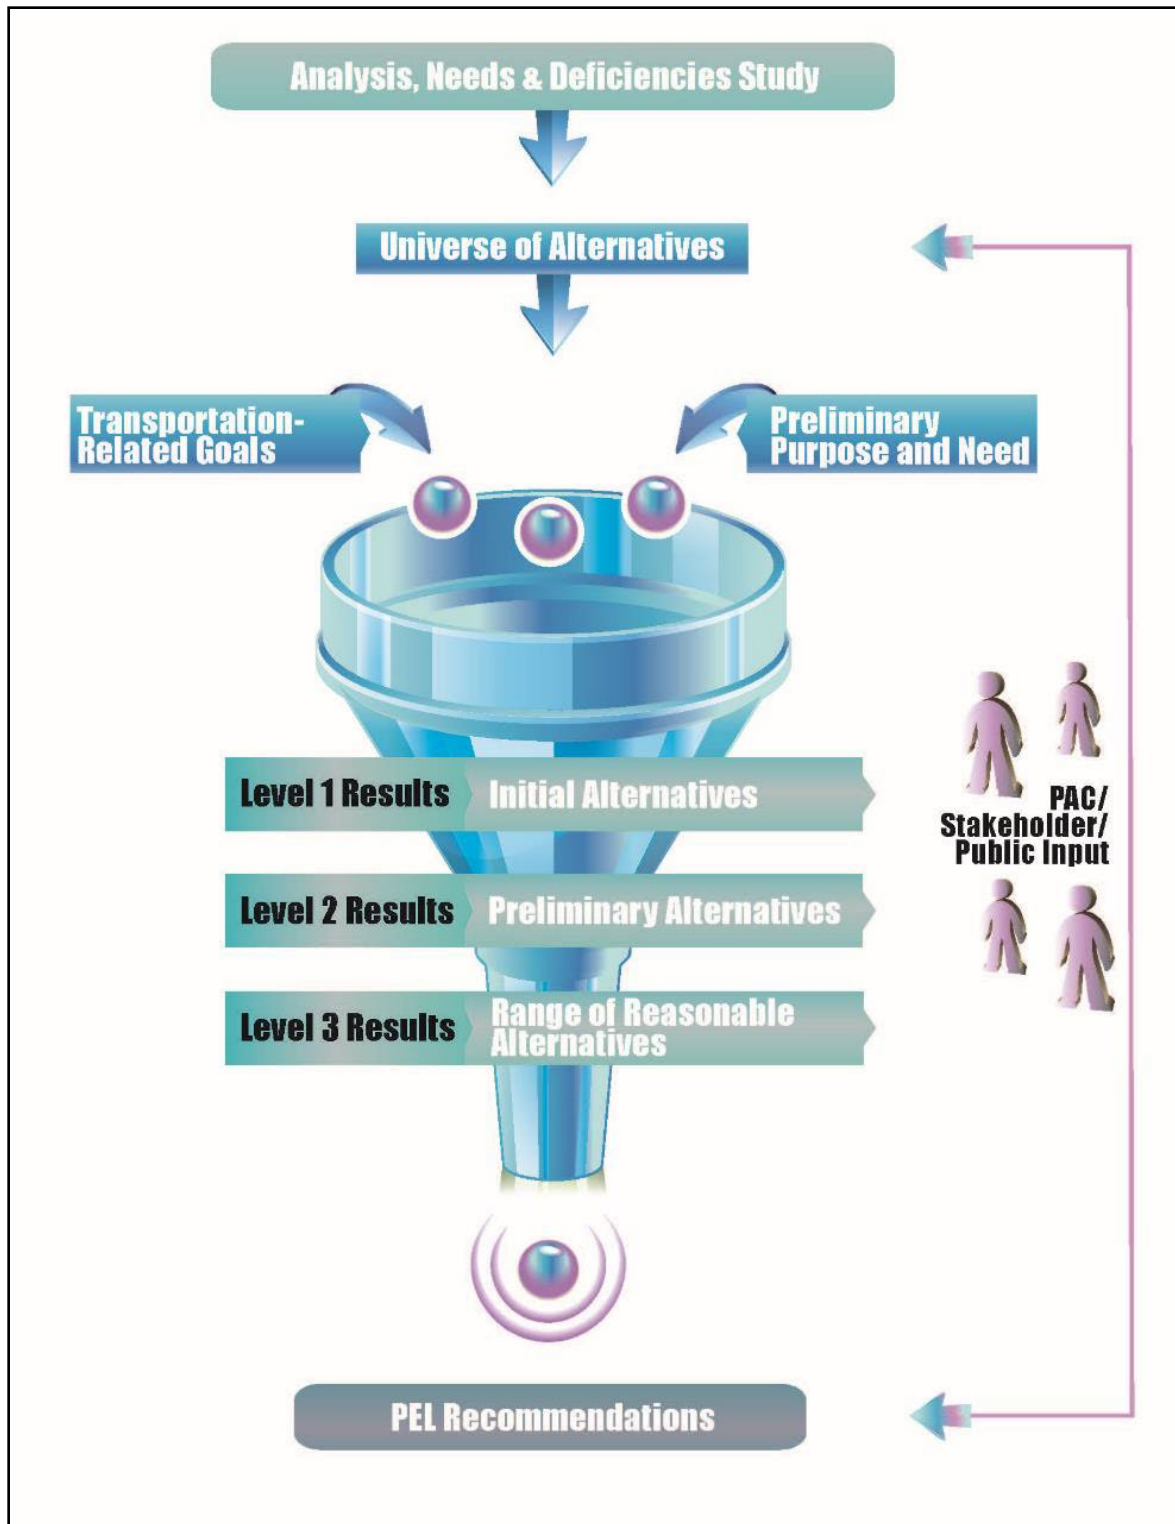 Analysis, Needs & Deficiencies Study
Universe of Alternatives
Transportation-
Related Goals
Preliminary
Purpose and Need
Level 1 Results
Initial Alternatives
PAC/
Stakeholder/
Public Input
Level 2 Results
Preliminary Alternatives
Level 3 Results
Range of Reasonable
Alternatives
PEL Recommendations